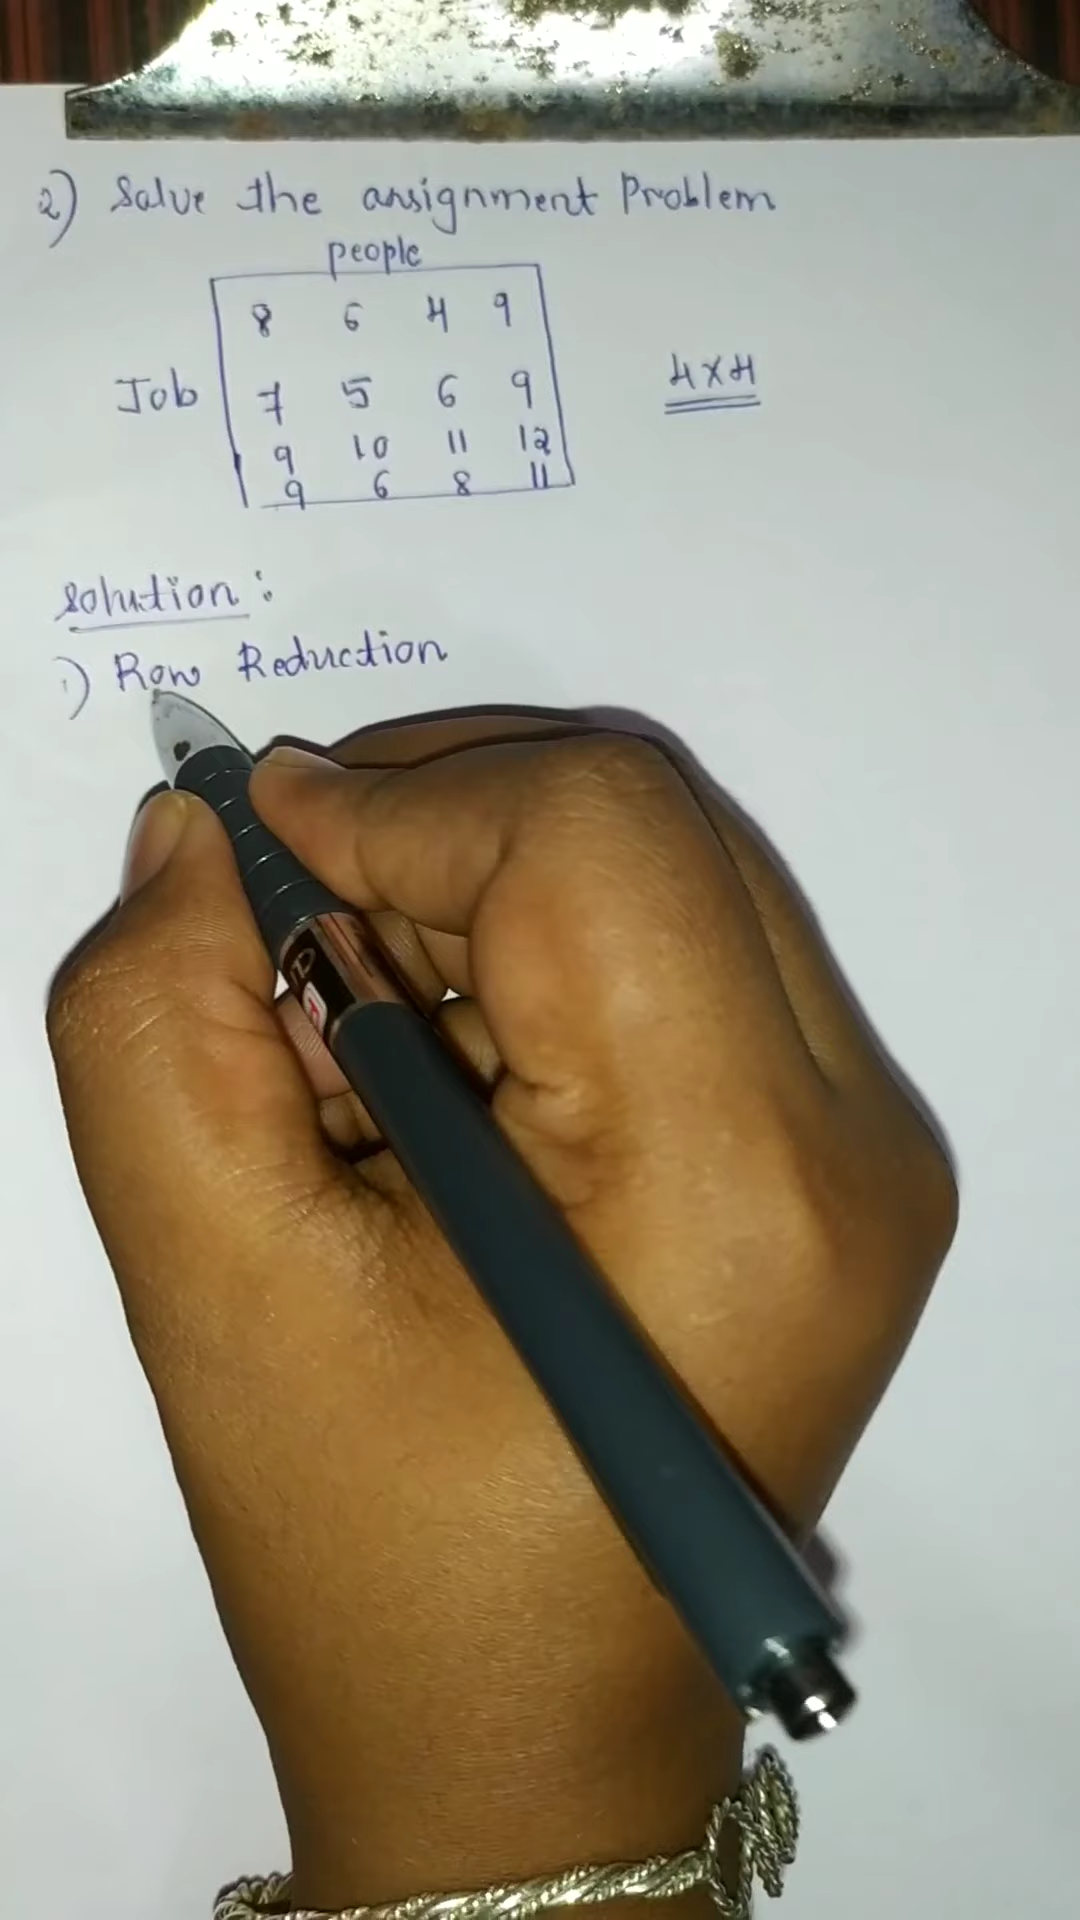 2) Solve the assignment Problem
people
8 6 4 9
Job 7 5 6 9 4x4
9 10 11 12
9 6 8 11
Solution:
i) Row Reduction